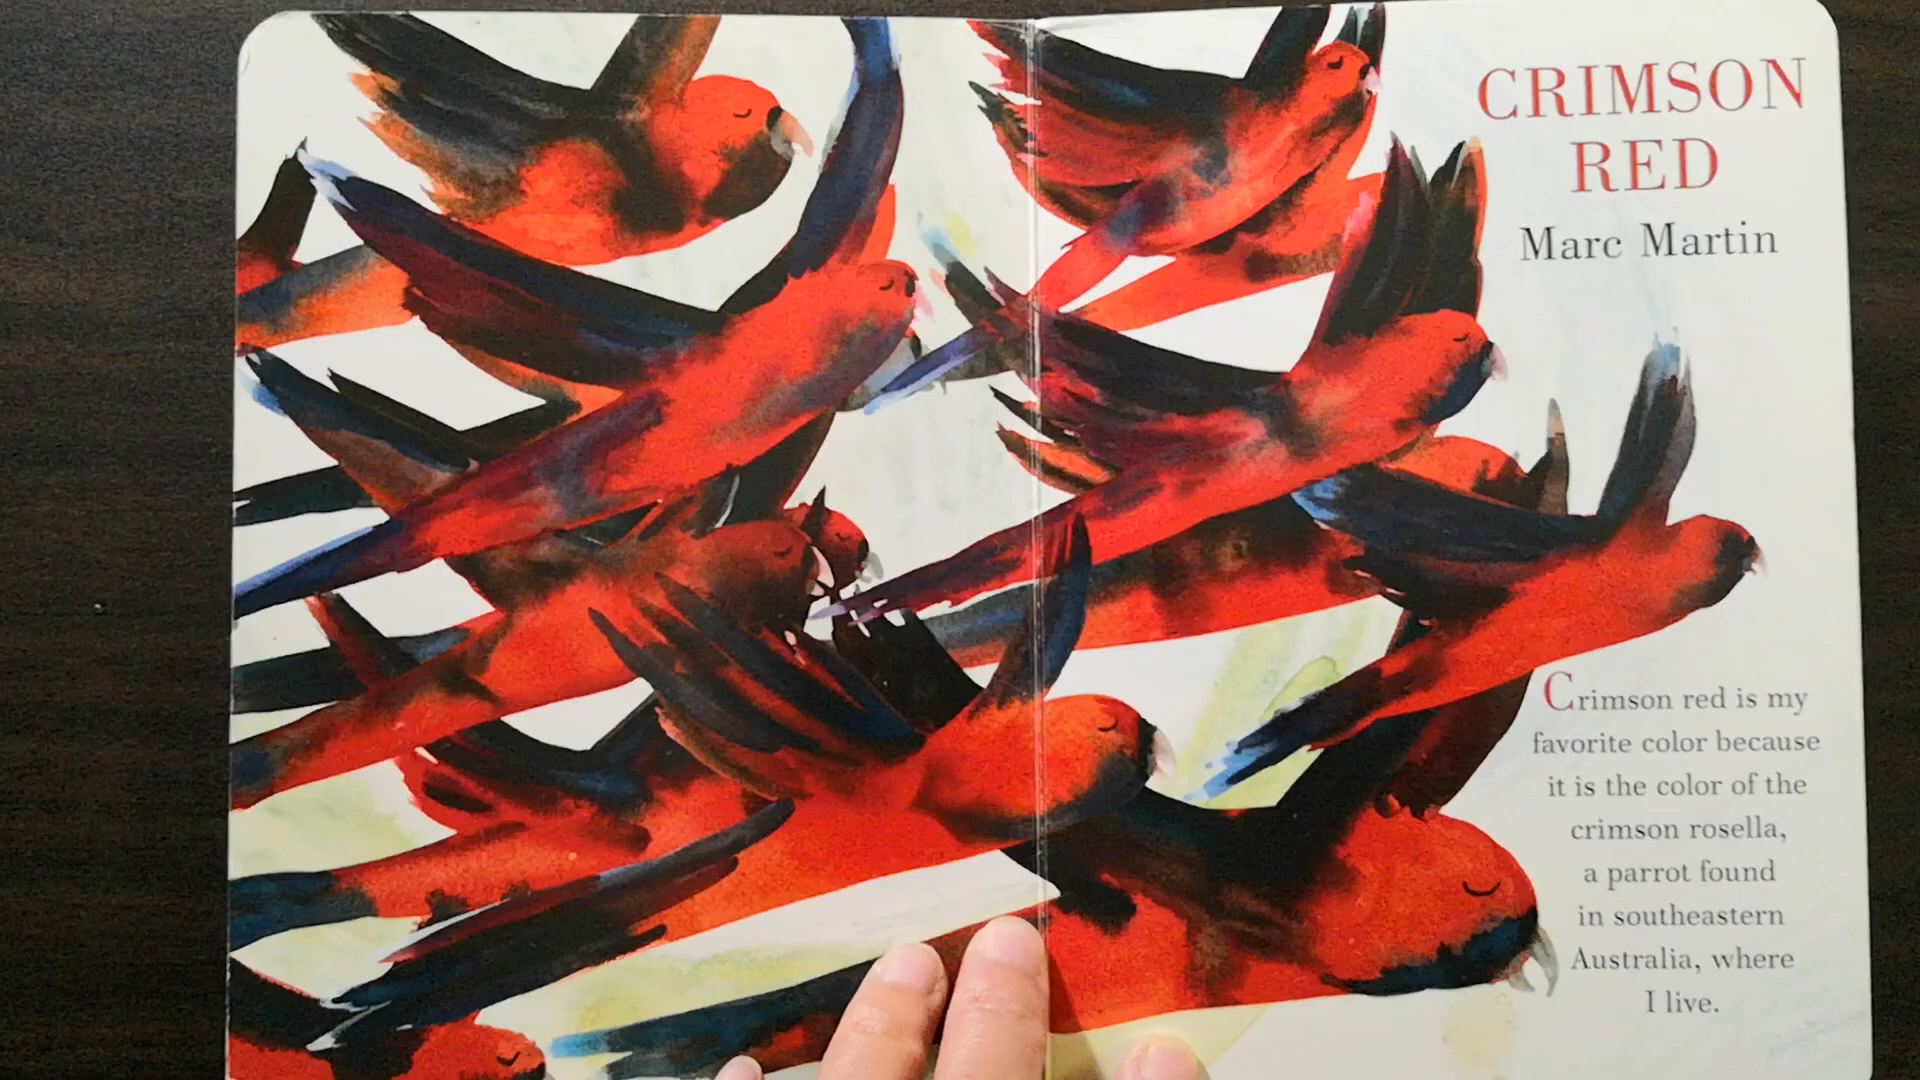 CRIMSON
RED
Marc Martin
Crimson red is my
favorite color because
it is the color of the
crimson rosella,
a parrot found
in southeastern
Australia, where
I live.